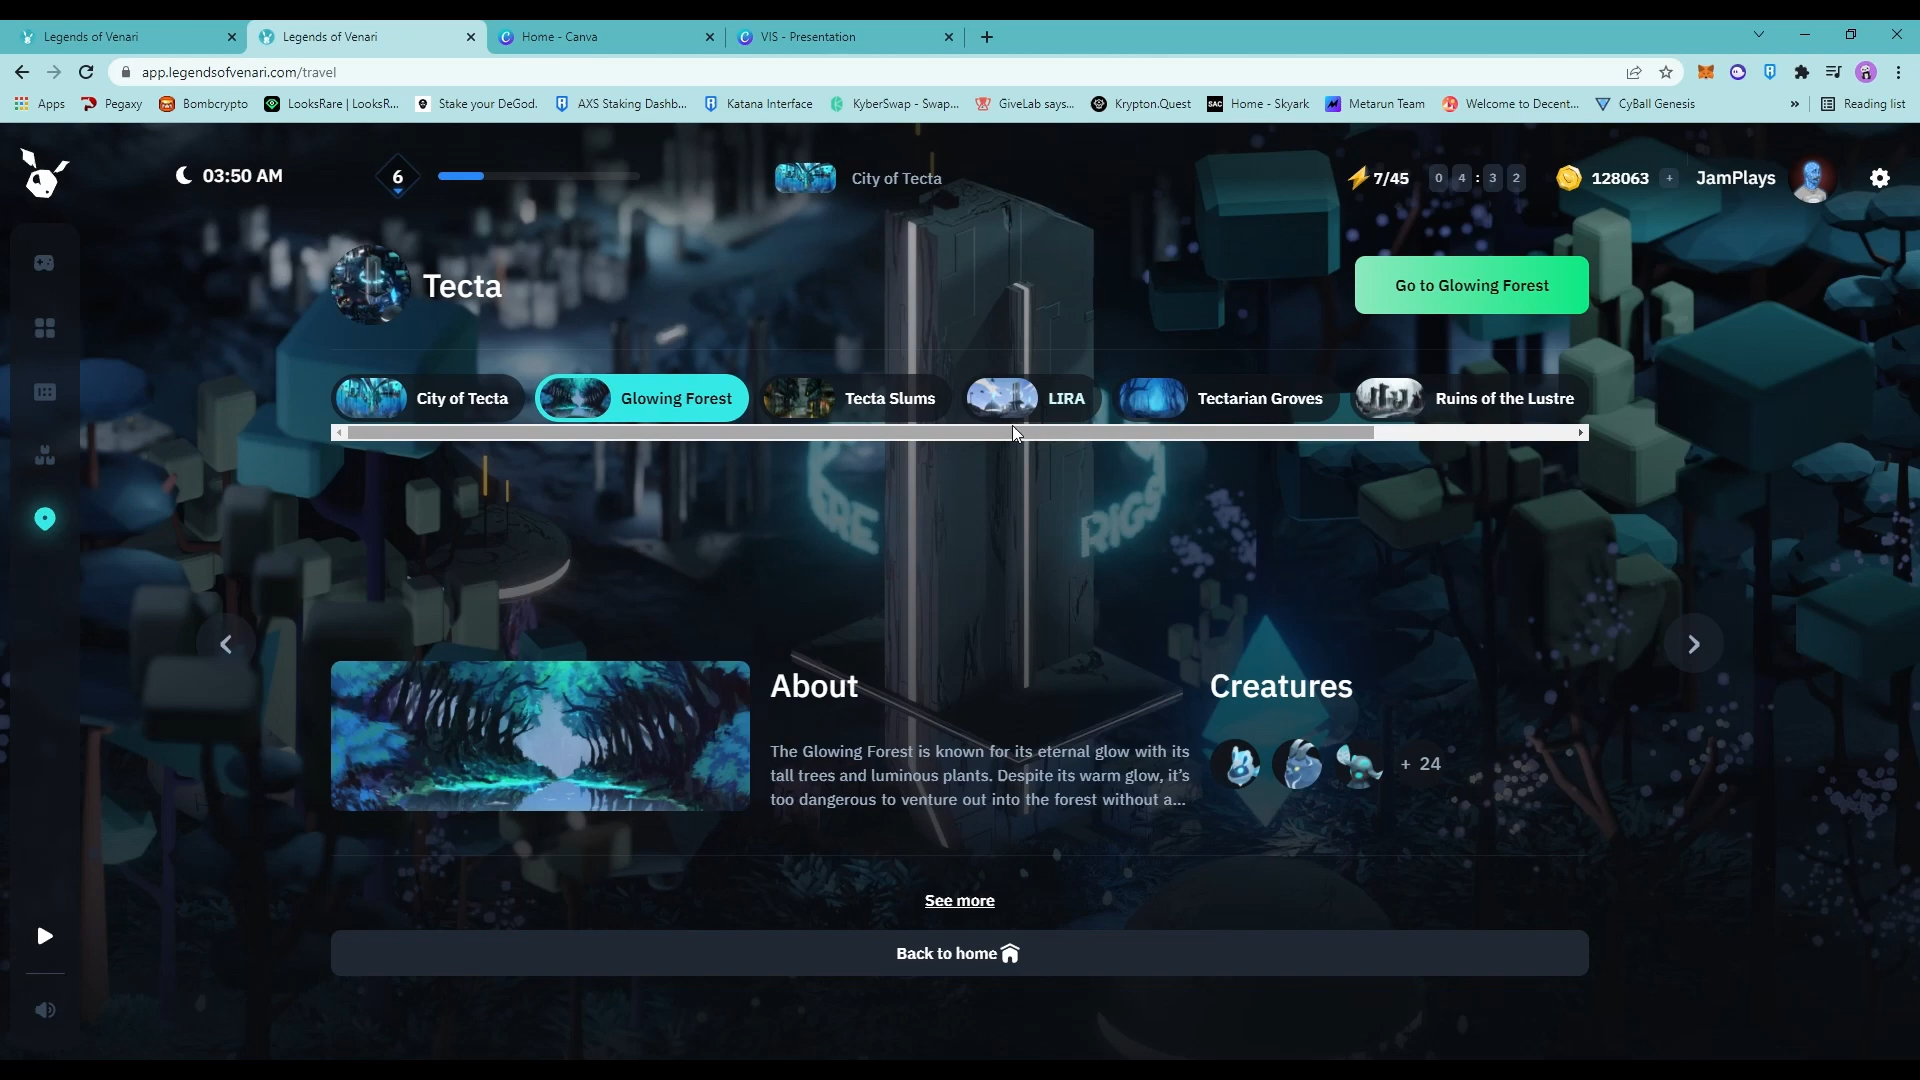 Legends of Venari
Legends of Venari
Home - Canva
VIS - Presentation
app.legendsofvenari.com/travel
Apps
Pegaxy
Bombcrypto
LooksRare | LooksR...
Stake your DeGod.
AXS Staking Dashb...
Katana Interface
KyberSwap - Swap...
GiveLab says...
Krypton.Quest
SAC
Home - Skyark
Metarun Team
Welcome to Decent...
CyBall Genesis
»
Reading list
03:50 AM
6
City of Tecta
7/45
0 4 : 3 2
128063
+
JamPlays
Tecta
Go to Glowing Forest
City of Tecta
Glowing Forest
Tecta Slums
LIRA
Tectarian Groves
Ruins of the Lustre
ERE
RIGS
About
The Glowing Forest is known for its eternal glow with its
tall trees and luminous plants. Despite its warm glow, it's
too dangerous to venture out into the forest without a...
Creatures
+ 24
See more
Back to home